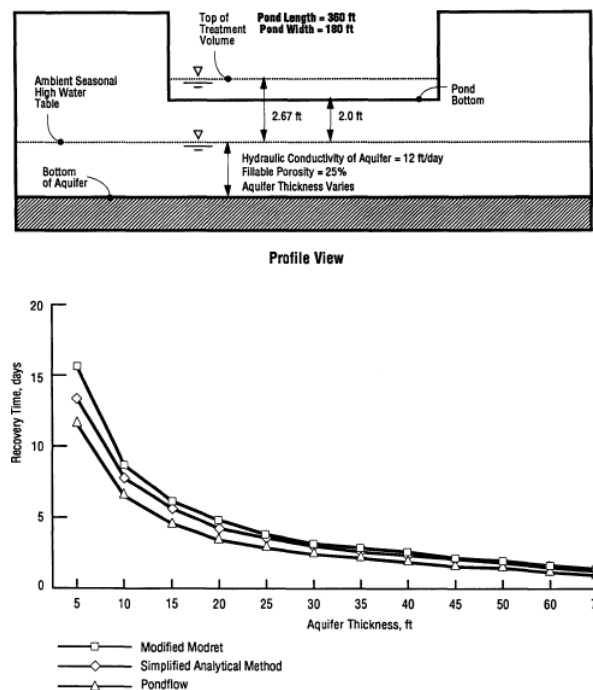 Top of
Treatment
Volume
Pond Length = 360 ft
Pond Width = 180 ft
Ambient Seasonal
High Water
Table
Pond
Bottom
2.67 ft
2.0 ft
Hydraulic Conductivity of Aquifer = 12 ft/day
Fillable Porosity = 25%
Aquifer Thickness Varies
Bottom
of Aquifer
Profile View
Recovery Time, days
20
15
10
5
0
5 10 15 20 25 30 35 40 45 50 60
Aquifer Thickness, ft
Modified Modret
Simplified Analytical Method
Pondflow